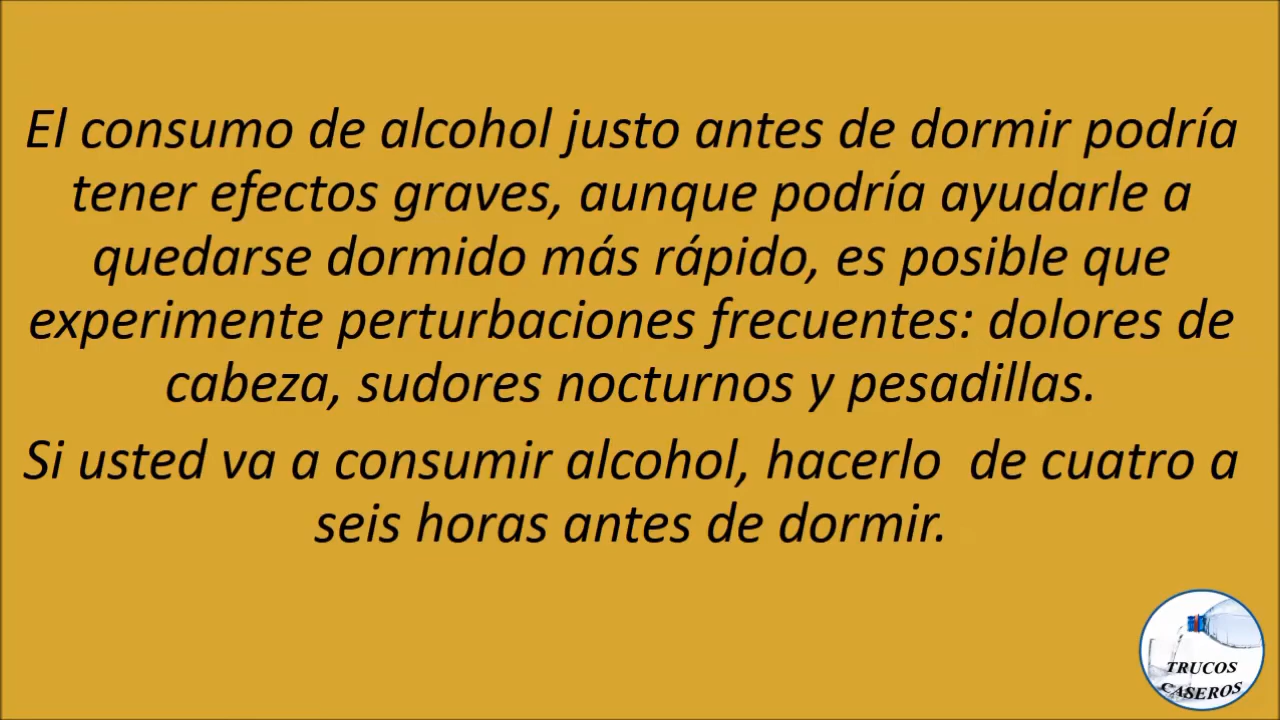 El consumo de alcohol justo antes de dormir podría
tener efectos graves, aunque podría ayudarle a
quedarse dormido más rápido, es posible que
experimente perturbaciones frecuentes: dolores de
cabeza, sudores nocturnos y pesadillas.
Si usted va a consumir alcohol, hacerlo  de cuatro a
seis horas antes de dormir.
TRUCOS
CASEROS